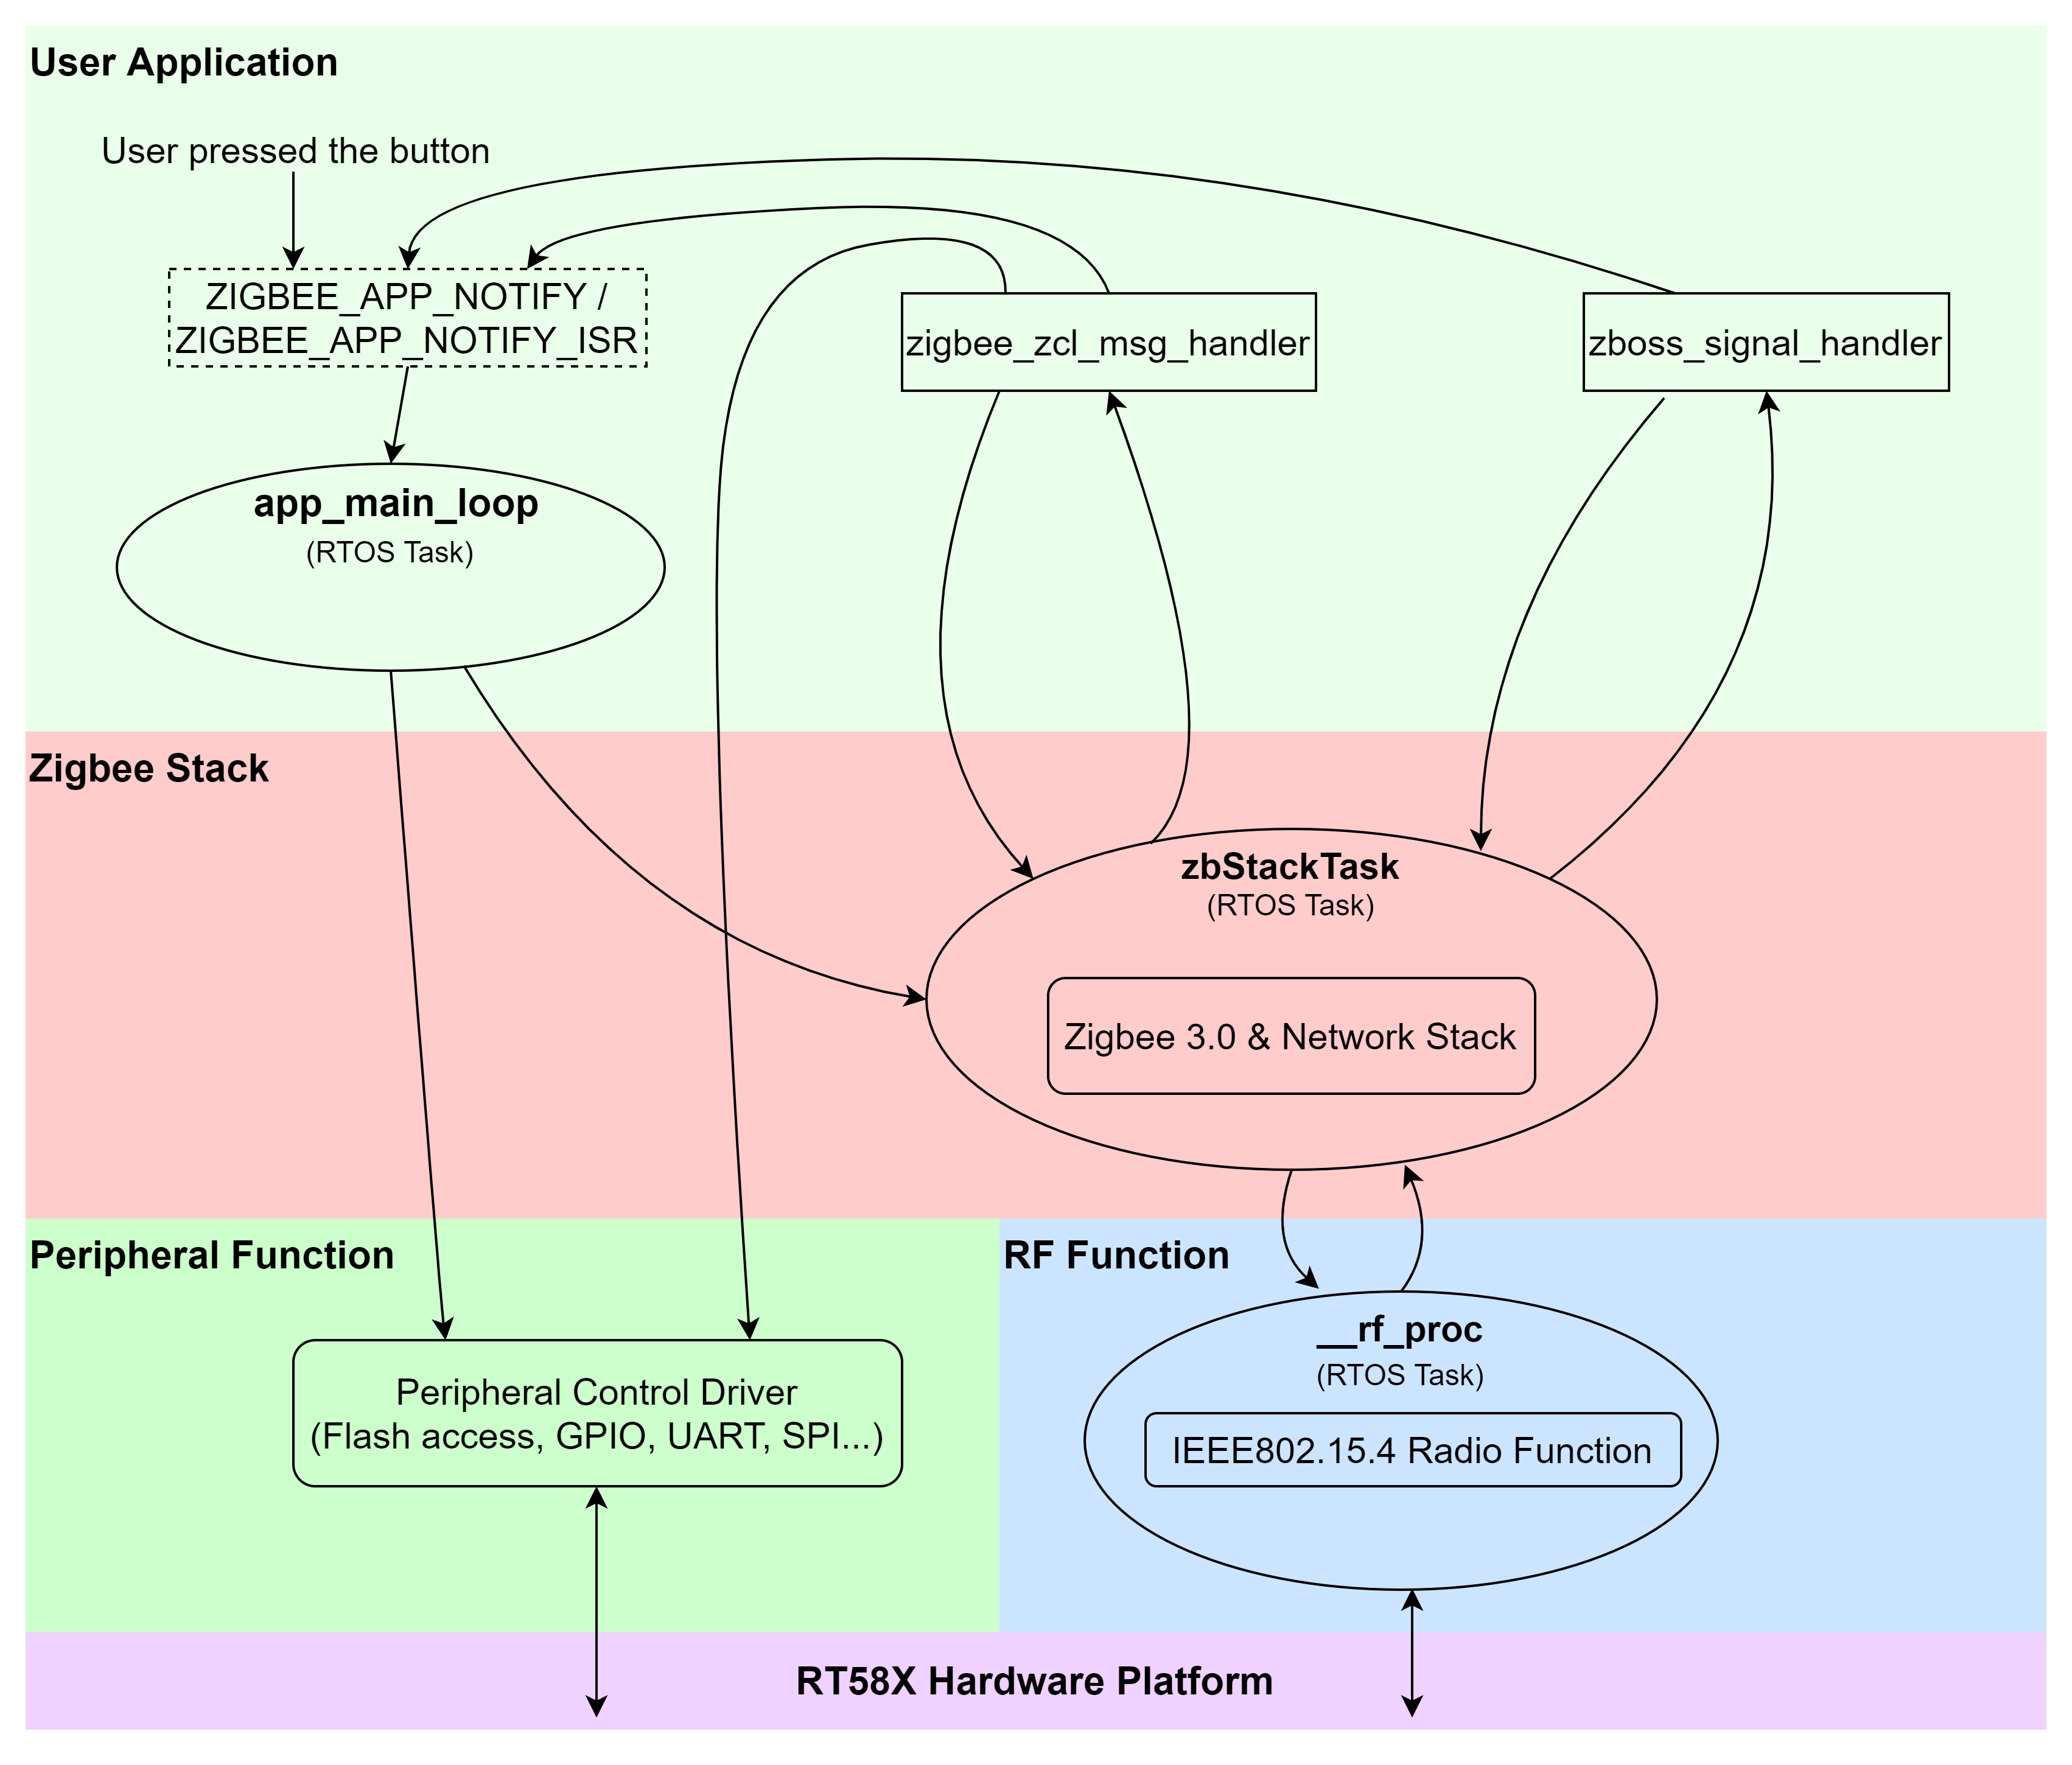 User Application
User pressed the button
ZIGBEE_APP_NOTIFY /
ZIGBEE_APP_NOTIFY_ISR
zigbee_zcl_msg_handler
zboss_signal_handler
app_main_loop
(RTOS Task)
Zigbee Stack
zbStackTask
(RTOS Task)
Zigbee 3.0 & Network Stack
Peripheral Function
Peripheral Control Driver
(Flash access, GPIO, UART, SPI...)
RF Function
__rf_proc
(RTOS Task)
IEEE802.15.4 Radio Function
RT58X Hardware Platform